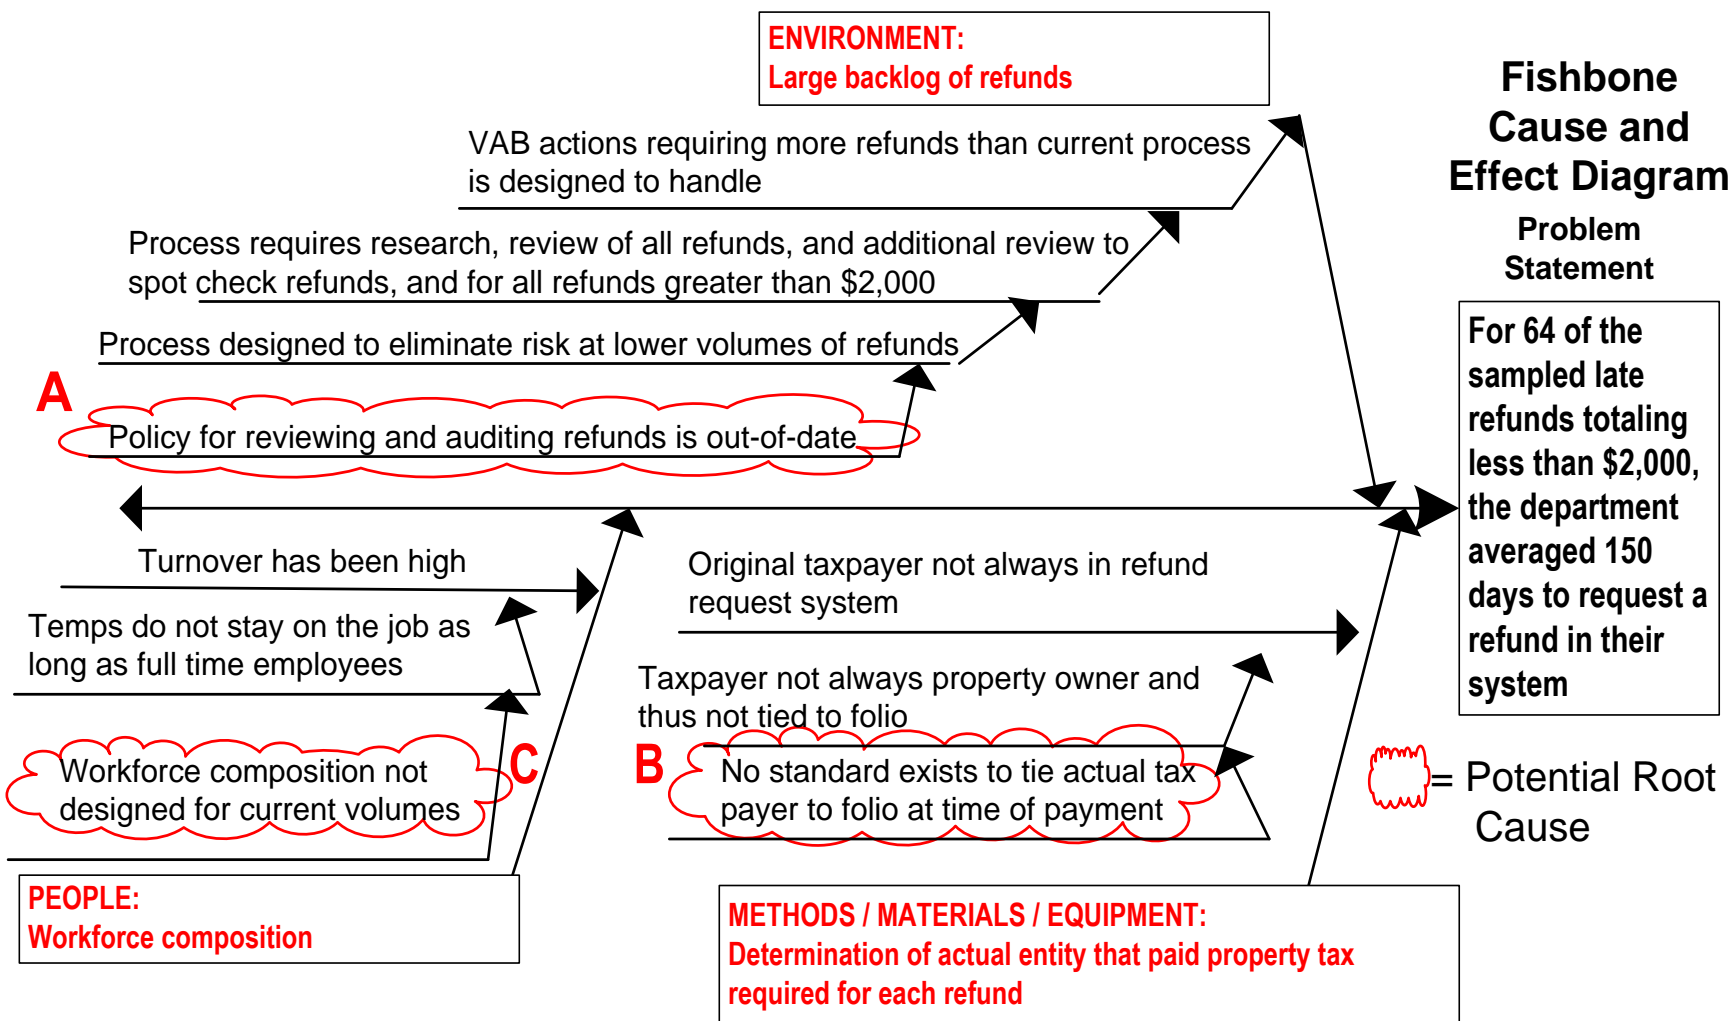 ENVIRONMENT:
Large backlog of refunds
Fishbone
Cause and
Effect Diagram
Problem
Statement
For 64 of the
sampled late
refunds totaling
less than $2,000,
the department
averaged 150
days to request a
refund in their
system
VAB actions requiring more refunds than current process
is designed to handle
Process requires research, review of all refunds, and additional review to
spot check refunds, and for all refunds greater than $2,000
Process designed to eliminate risk at lower volumes of refunds
A
Policy for reviewing and auditing refunds is out-of-date
Turnover has been high
Temps do not stay on the job as
long as full time employees
Workforce composition not
designed for current volumes
C
PEOPLE:
Workforce composition
Original taxpayer not always in refund
request system
Taxpayer not always property owner and
thus not tied to folio
B
No standard exists to tie actual tax
payer to folio at time of payment
METHODS / MATERIALS / EQUIPMENT:
Determination of actual entity that paid property tax
required for each refund
= Potential Root
Cause